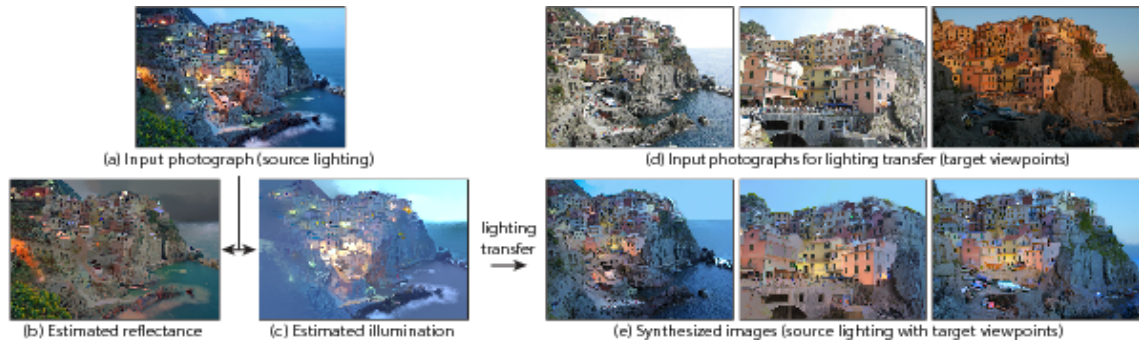 (a) Input photograph (source lighting)
(d) Input photographs for lighting transfer (target viewpoints)
lighting
transfer
(b) Estimated reflectance
(c) Estimated illumination
(e) Synthesized images (source lighting with target viewpoints)